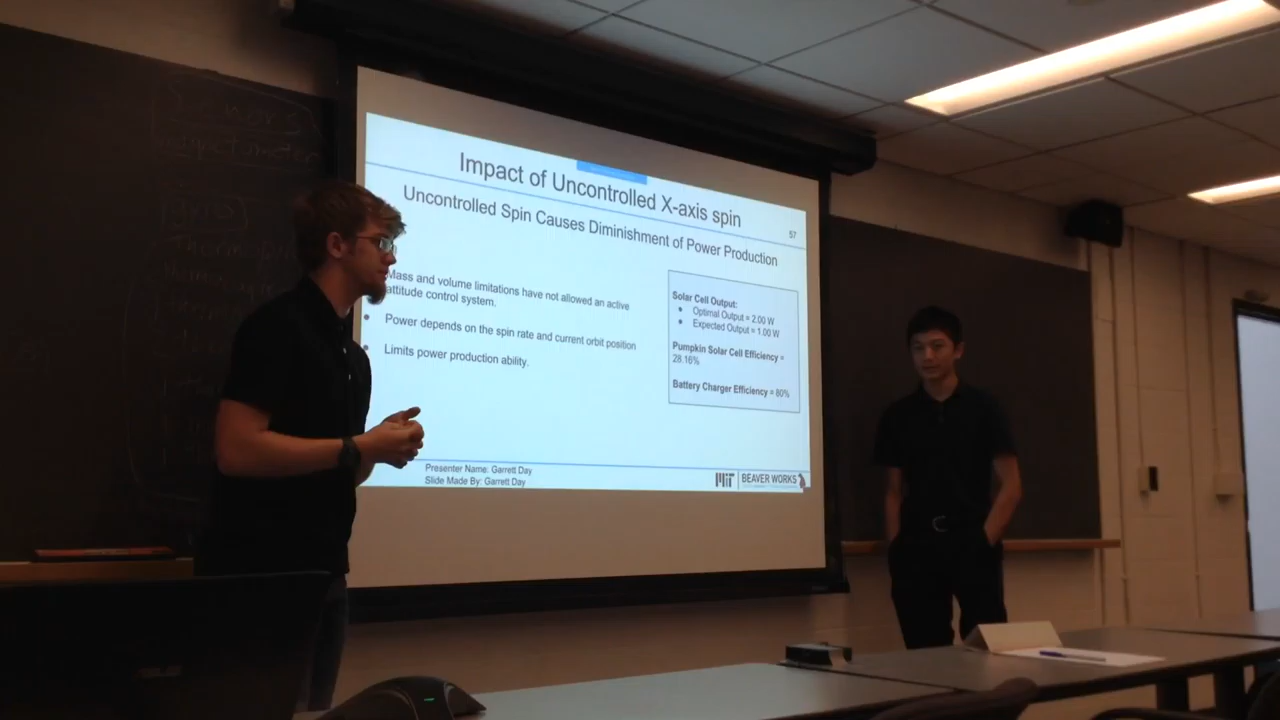 Impact of Uncontrolled X-axis spin
57
Uncontrolled Spin Causes Diminishment of Power Production
Mass and volume limitations have not allowed an active
attitude control system.
• Power depends on the spin rate and current orbit position
• Limits power production ability.
Solar Cell Output:
• Optimal Output = 2.00 W
• Expected Output = 1.00 W
Pumpkin Solar Cell Efficiency =
28.16%
Battery Charger Efficiency = 80%
Presenter Name: Garrett Day
Slide Made By: Garrett Day
MIT
BEAVER WORKS